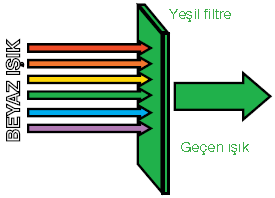 Yeşil filtre
BEYAZ IŞIK
Geçen ışık